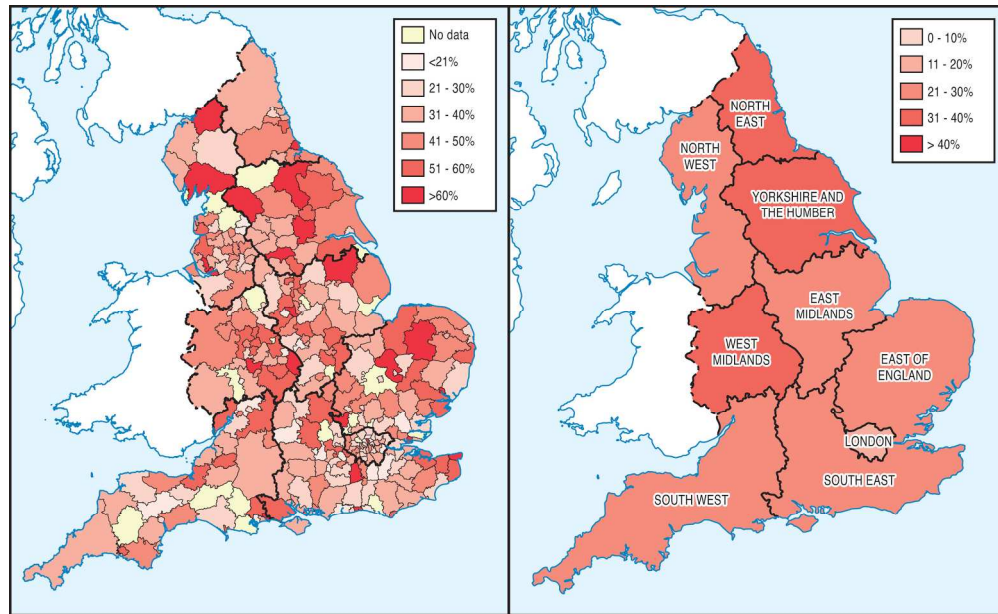 No data
<21%
21 - 30%
31 - 40%
41 - 50%
51 - 60%
>60%
0 - 10%
11 - 20%
21 - 30%
31 - 40%
> 40%
NORTH
EAST
NORTH
WEST
YORKSHIRE AND
THE HUMBER
EAST
MIDLANDS
WEST
MIDLANDS
EAST OF
ENGLAND
LONDON
SOUTH EAST
SOUTH WEST